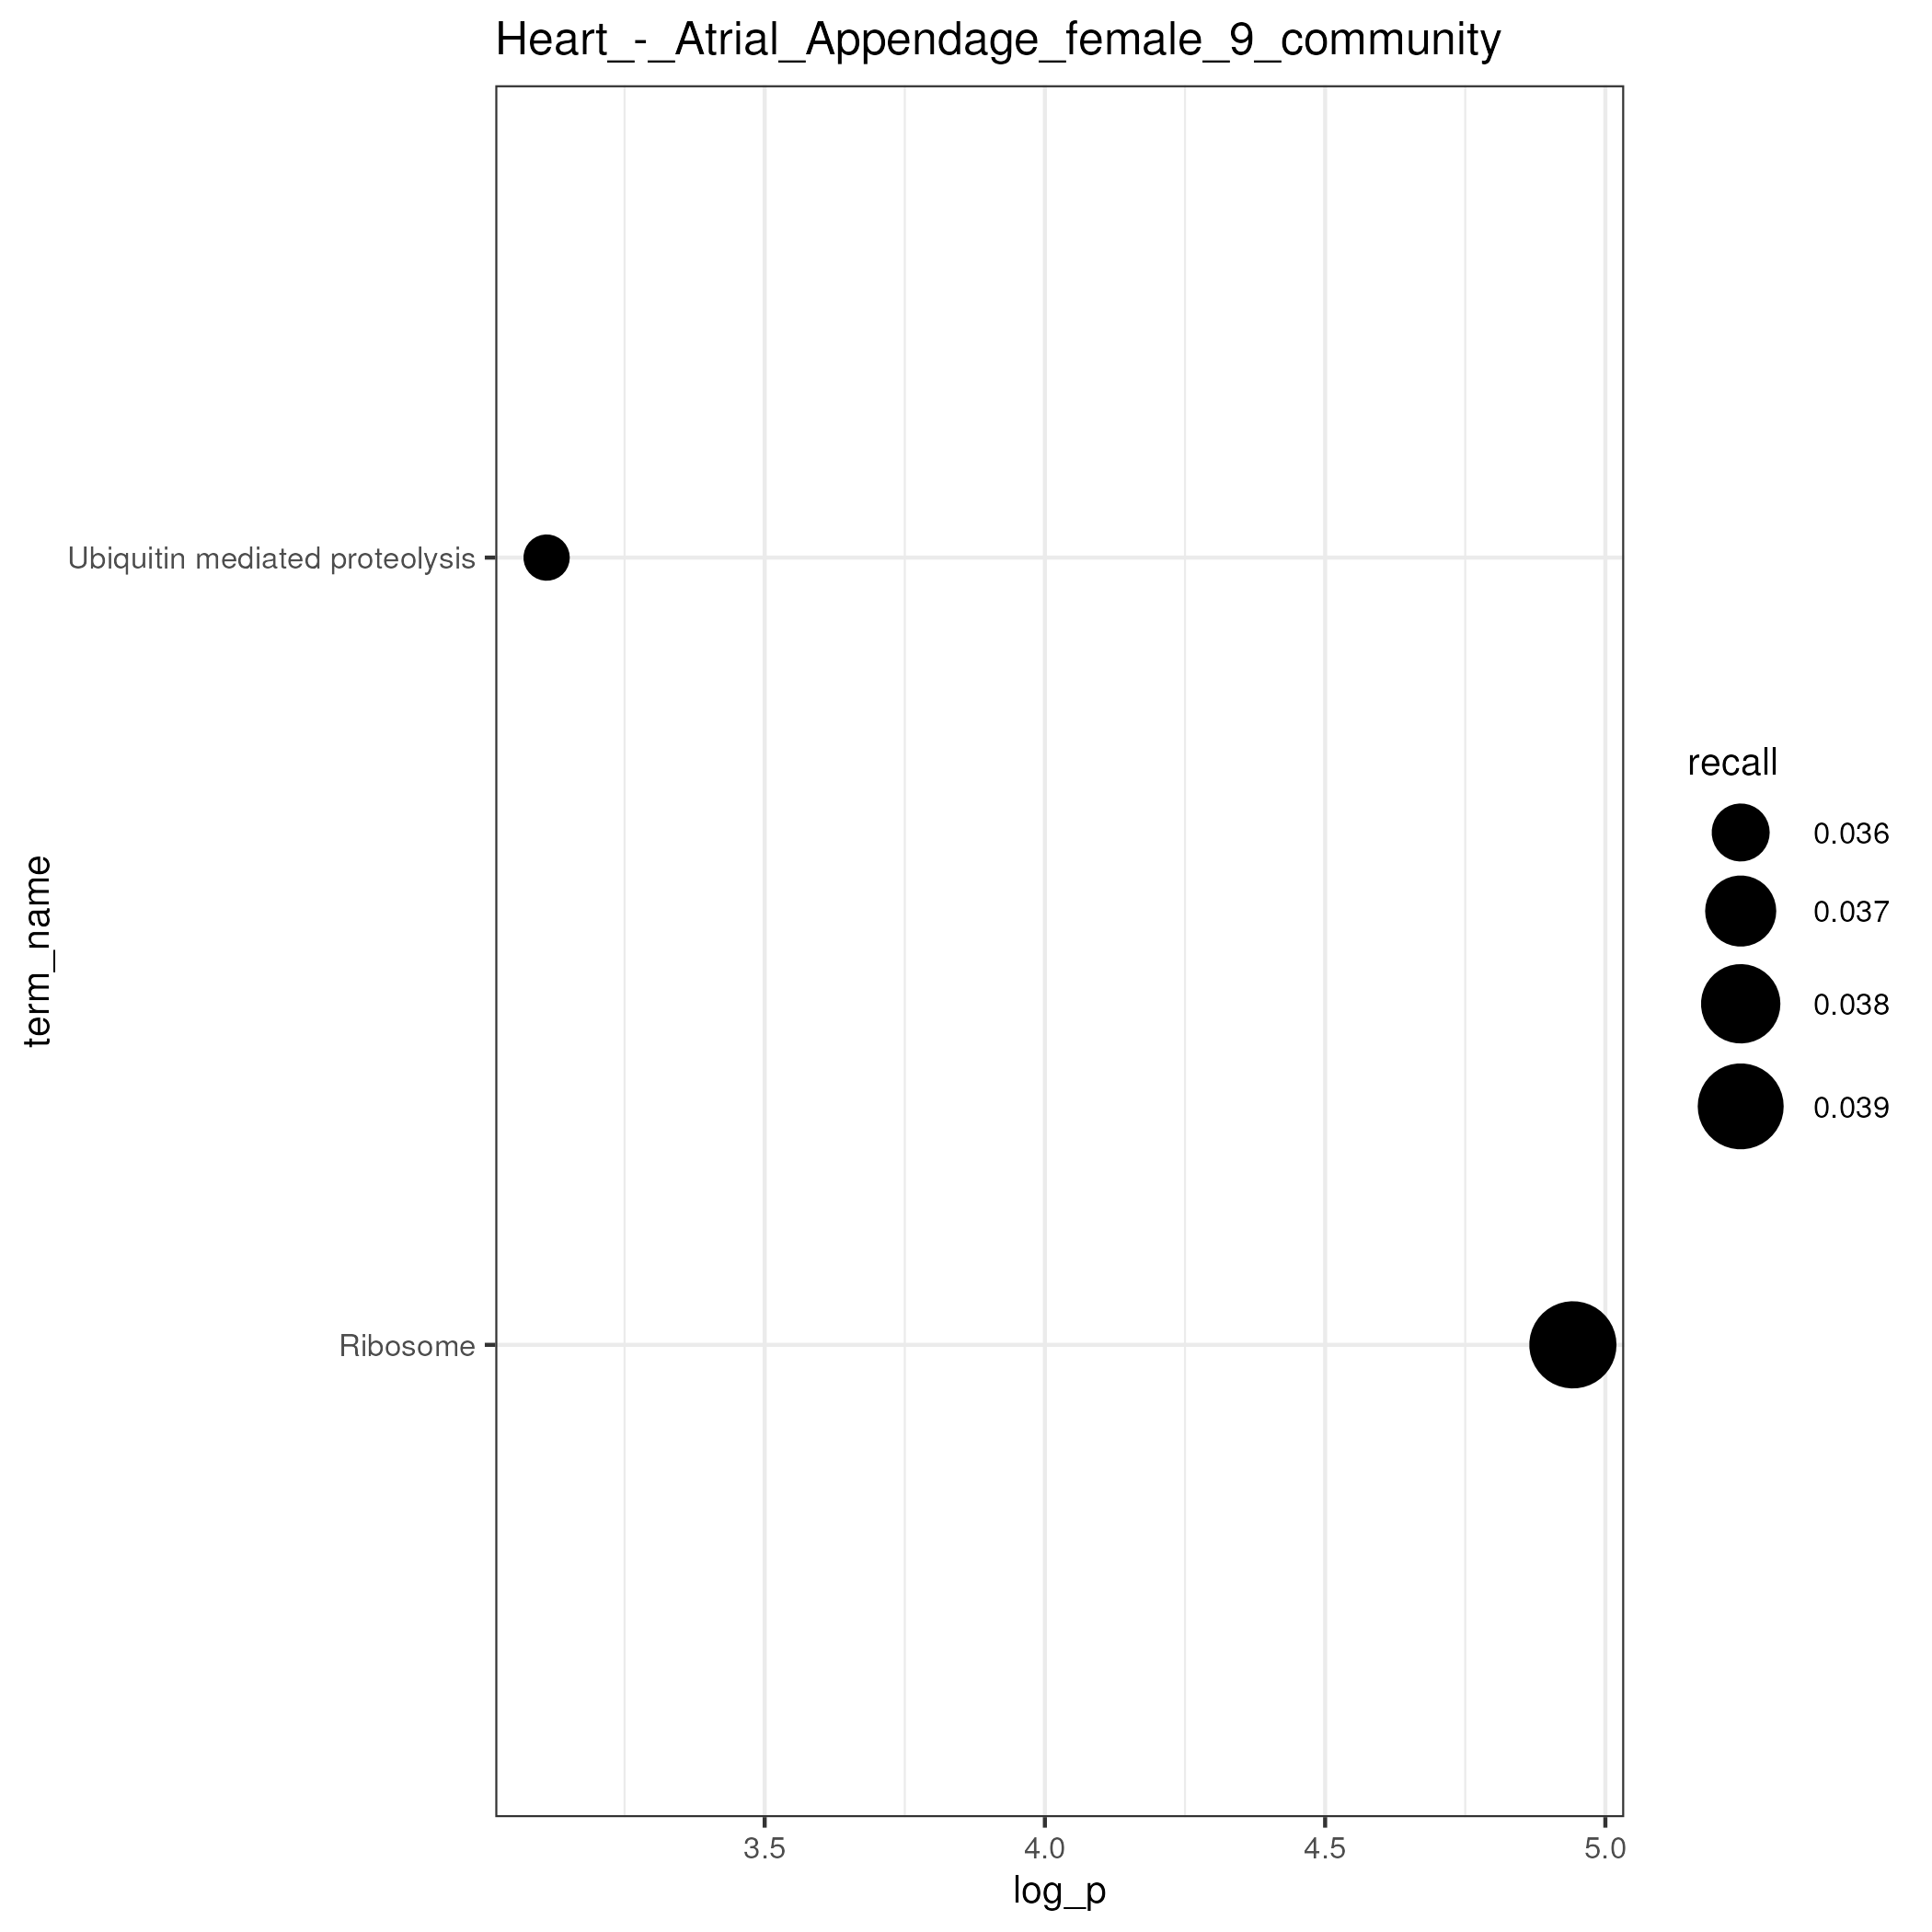 Heart_-_Atrial_Appendage_female_9_community
term_name
Ubiquitin mediated proteolysis
Ribosome
3.5 4.0 4.5 5.0
log_p
recall
0.036
0.037
0.038
0.039